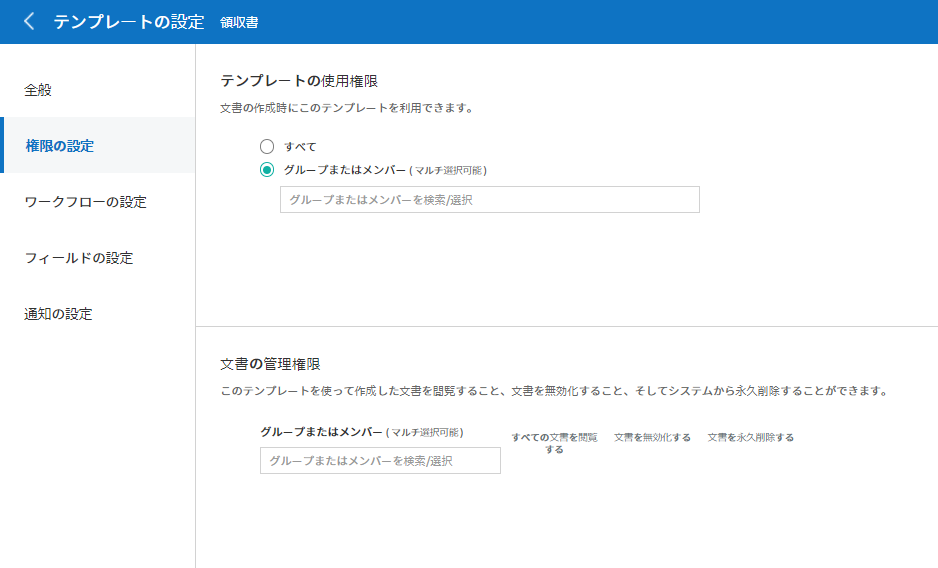 テンプレートの設定 領収書
全般
権限の設定
ワークフローの設定
フィールドの設定
通知の設定
テンプレートの使用権限
文書の作成時にこのテンプレートを利用できます。
すべて
グループまたはメンバー ( マルチ選択可能 )
グループまたはメンバーを検索/選択
文書の管理権限
このテンプレートを使って作成した文書を閲覧すること、文書を無効化すること、そしてシステムから永久削除することができます。
グループまたはメンバー ( マルチ選択可能 )
グループまたはメンバーを検索/選択
すべての文書を閲覧
する
文書を無効化する
文書を永久削除する